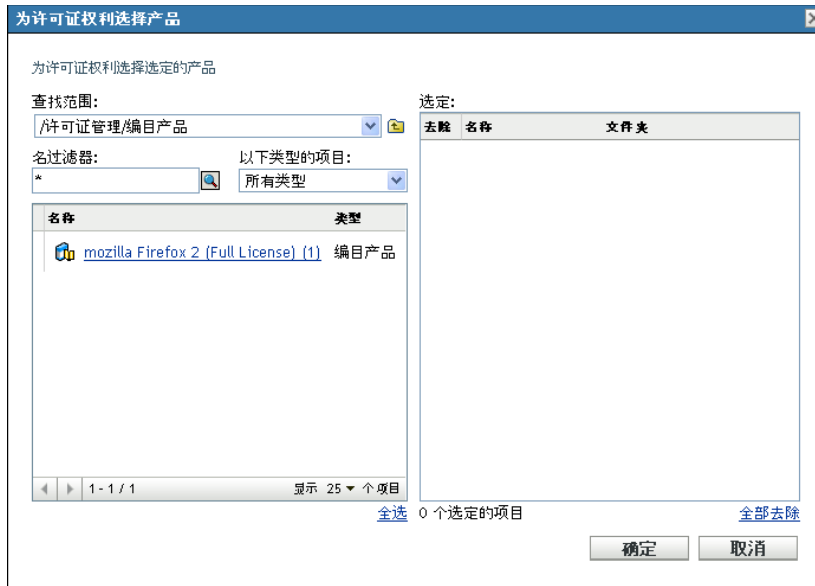 为许可证权利选择产品
为许可证权利选择选定的产品
查找范围:
/许可证管理/编目产品
名过滤器:
以下类型的项目:
*
所有类型
名称 类型
mozilla Firefox 2 (Full License) (1) 编目产品
1 - 1 / 1 显示 25 个项目
全选
选定:
去除 名称 文件夹
0 个选定的项目 全部去除
确定 取消